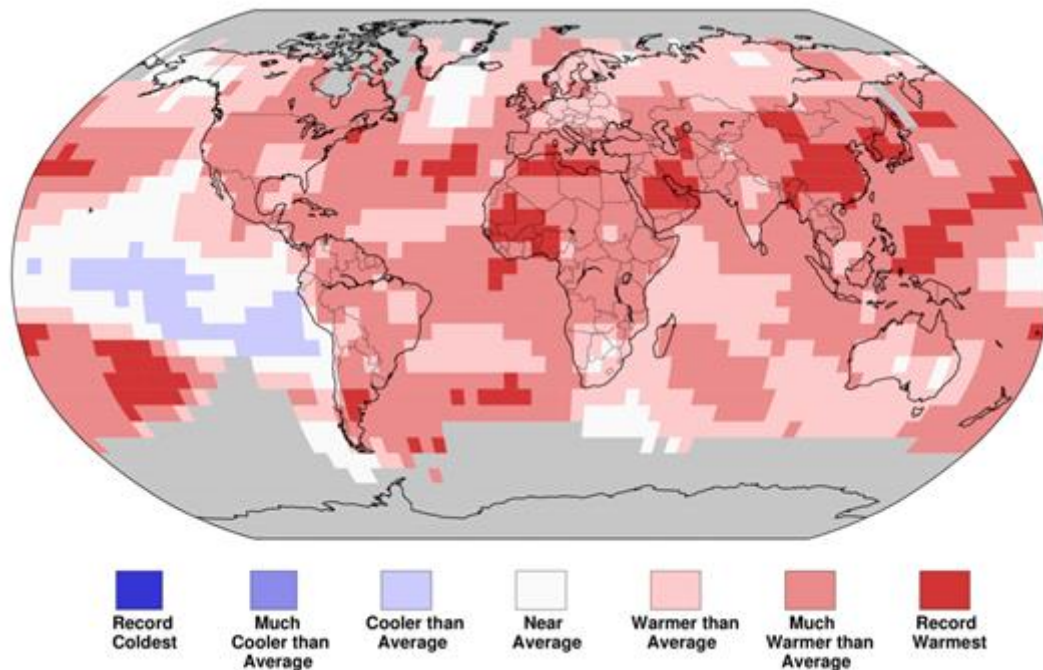 Record
Coldest
Much
Cooler than
Average
Cooler than
Average
Near
Average
Warmer than
Average
Much
Warmer than
Average
Record
Warmest